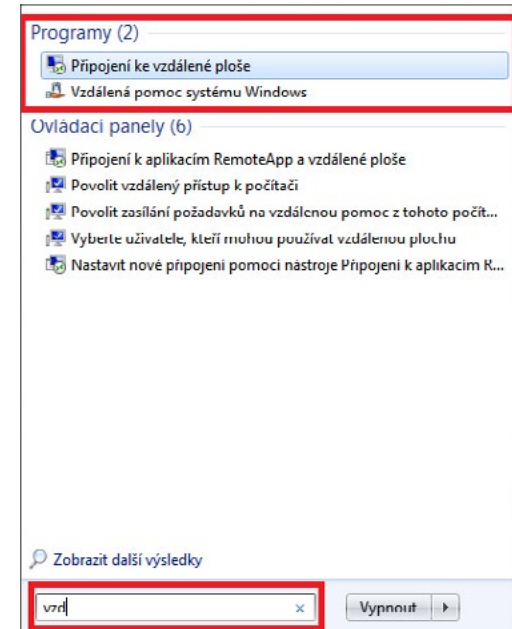 Programy (2)
Připojení ke vzdálené ploše
Vzdálená pomoc systému Windows
Ovládací panely (6)
Připojení k aplikacím RemoteApp a vzdálené ploše
Povolit vzdálený přístup k počítači
Povolit zasílání požadavků na vzdálenou pomoc z tohoto počít...
Vyberte uživatele, kteří mohou používat vzdálenou plochu
Nastavit nové připojení pomocí nástroje Připojení k aplikacím R...
Zobrazit další výsledky
vzd
Vypnout